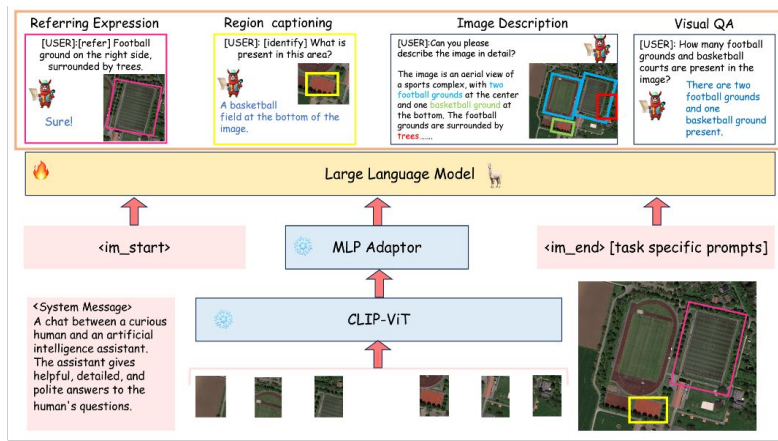 Referring Expression
[USER]:[refer] Football
ground on the right side,
surrounded by trees.
Sure!
Region captioning
[USER]: [identify] What is
present in this area?
A basketball
field at the bottom of the
image.
Image Description
[USER]:Can you please
describe the image in detail?
The image is an aerial view of
a sports complex, with two
football grounds at the center
and one basketball ground at
the bottom. The football
grounds are surrounded by
trees......
Visual QA
[USER]: How many football
grounds and basketball
courts are present in the
image?
There are two
football grounds
and one
basketball ground
present.
Large Language Model
<im_start>
MLP Adaptor
<im_end> [task specific prompts]
<System Message>
A chat between a curious
human and an artificial
intelligence assistant.
The assistant gives
helpful, detailed, and
polite answers to the
human's questions.
CLIP-ViT